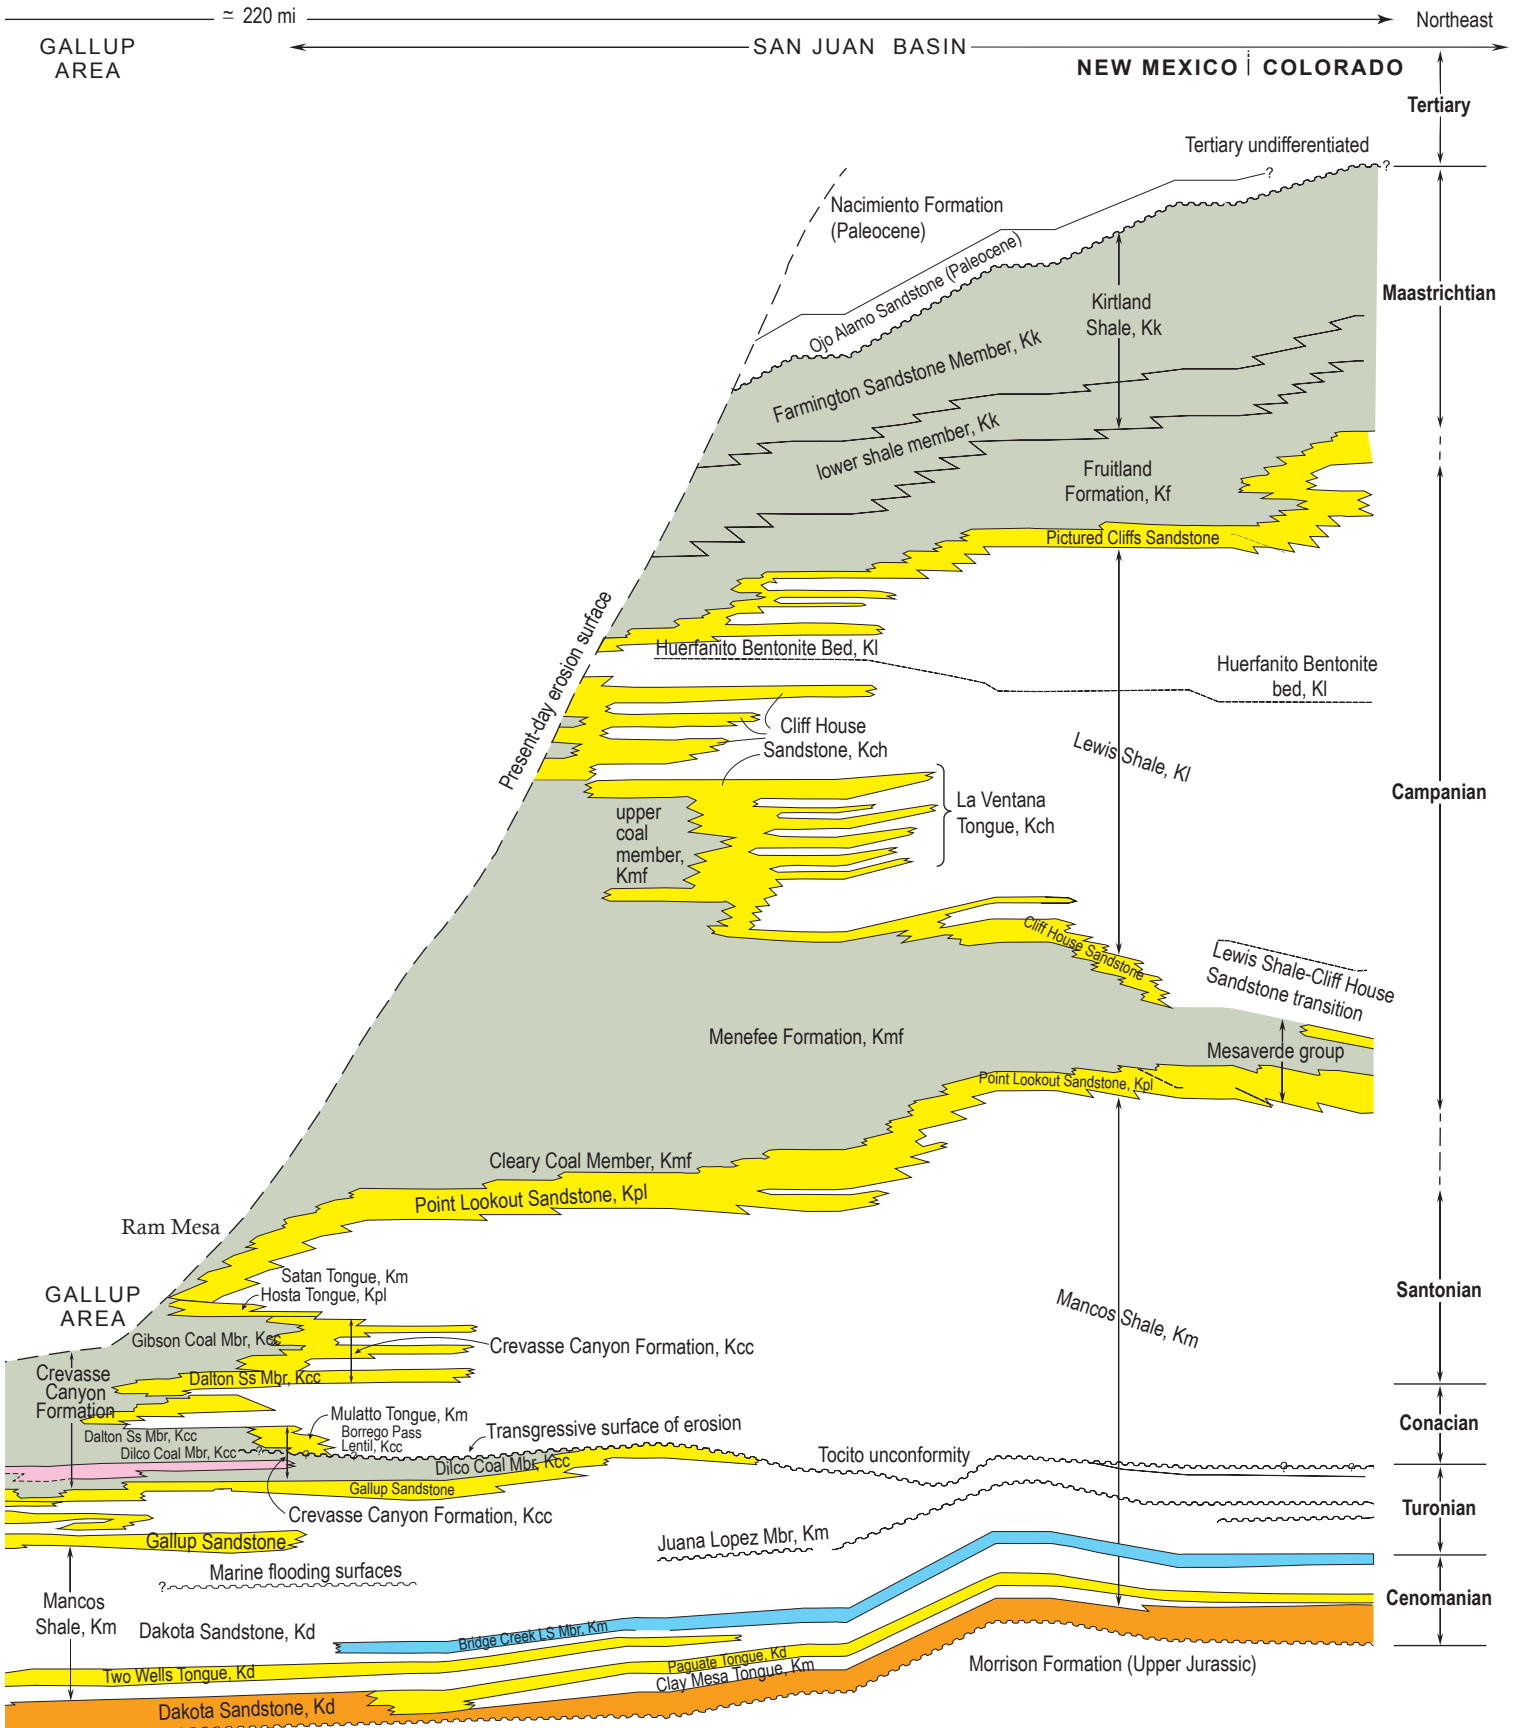 ≃ 220 mi
Northeast
GALLUP
AREA
SAN JUAN BASIN
NEW MEXICO
COLORADO
Tertiary
Tertiary undifferentiated
?
?
Nacimiento Formation
(Paleocene)
Ojo Alamo Sandstone (Paleocene)
Maastrichtian
Kirtland
Shale, Kk
Farmington Sandstone Member, Kk
lower shale member, Kk
Fruitland
Formation, Kf
Pictured Cliffs Sandstone
Present-day erosion surface
Huerfanito Bentonite Bed, Kl
Huerfanito Bentonite
bed, Kl
Cliff House
Sandstone, Kch
Lewis Shale, Kl
Campanian
La Ventana
Tongue, Kch
upper
coal
member,
Kmf
Cliff House Sandstone
Lewis Shale-Cliff House
Sandstone transition
Menefee Formation, Kmf
Mesaverde group
Point Lookout Sandstone, Kpl
Cleary Coal Member, Kmf
Point Lookout Sandstone, Kpl
Ram Mesa
Satan Tongue, Km
Hosta Tongue, Kpl
GALLUP
AREA
Santonian
Mancos Shale, Km
Gibson Coal Mbr, Kcc
Crevasse Canyon Formation, Kcc
Crevasse
Canyon
Formation
Dalton Ss Mbr, Kcc
Mulatto Tongue, Km
Borrego Pass
Lentil, Kcc
Transgressive surface of erosion
Conacian
Dalton Ss Mbr, Kcc
Dilco Coal Mbr, Kcc
?
?
Dilco Coal Mbr, Kcc
Tocito unconformity
?
?
Gallup Sandstone
Crevasse Canyon Formation, Kcc
Turonian
Gallup Sandstone
Juana Lopez Mbr, Km
Marine flooding surfaces
?
Mancos
Shale, Km
Cenomanian
Dakota Sandstone, Kd
Bridge Creek LS Mbr. Km
Two Wells Tongue, Kd
Paguate Tongue, Kd
Clay Mesa Tongue, Km
Morrison Formation (Upper Jurassic)
Dakota Sandstone, Kd